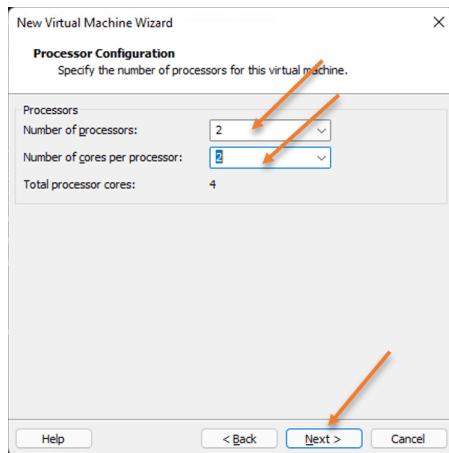 New Virtual Machine Wizard
Processor Configuration
Specify the number of processors for this virtual machine.
Processors
Number of processors: 2
Number of cores per processor: 2
Total processor cores: 4
Help < Back Next > Cancel